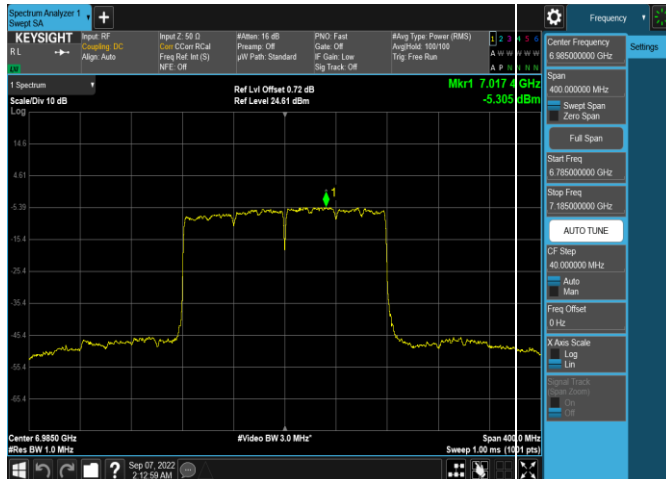 Spectrum Analyzer 1
Swept SA
+
Frequency
KEYSIGHT
RL
Input: RF
Coupling: DC
Align: Auto
Input Z: 50 Ω
Corr CCorr RCal
Freq Ref: Int (S)
NFE: Off
#Atten: 16 dB
Preamp: Off
µW Path: Standard
PNO: Fast
Gate: Off
IF Gain: Low
Sig Track: Off
#Avg Type: Power (RMS)
Avg|Hold: 100/100
Trig: Free Run
1 2 3 4 5 6
A W W W W W
A P N N N N
LXI
1 Spectrum
Scale/Div 10 dB
Log
Ref Lvl Offset 0.72 dB
Ref Level 24.61 dBm
Mkr1 7.017 4 GHz
-5.305 dBm
14.6
4.61
-5.39
-15.4
-25.4
-35.4
-45.4
-55.4
-65.4
1
Center 6.9850 GHz
#Res BW 1.0 MHz
#Video BW 3.0 MHz*
Span 400.0 MHz
Sweep 1.00 ms (1001 pts)
Sep 07, 2022
2:12:59 AM
Center Frequency
6.985000000 GHz
Settings
Span
400.000000 MHz
Swept Span
Zero Span
Full Span
Start Freq
6.785000000 GHz
Stop Freq
7.185000000 GHz
AUTO TUNE
CF Step
40.000000 MHz
Auto
Man
Freq Offset
0 Hz
X Axis Scale
Log
Lin
Signal Track
(Span Zoom)
On
Off